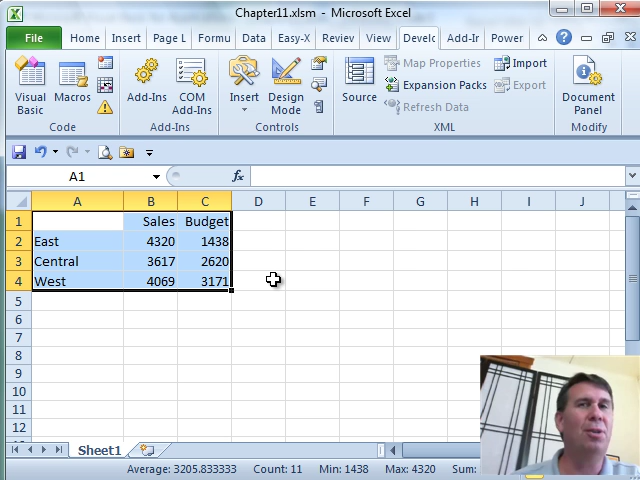 Chapter11.xlsm - Microsoft Excel
File Home Insert Page L Formu Data Easy-X Review View Develc Add-Ir Power
Visual Basic
Macros
Code
Add-Ins
COM Add-Ins
Add-Ins
Insert
Design Mode
Controls
Source
Map Properties
Expansion Packs
Refresh Data
Import
Export
XML
Document Panel
Modify
A1 fx
A B C D E F G H I J
1 Sales Budget
2 East 4320 1438
3 Central 3617 2620
4 West 4069 3171
5
6
7
8
9
10
11
12
Sheet1
Average: 3205.833333 Count: 11 Min: 1438 Max: 4320 Sum: